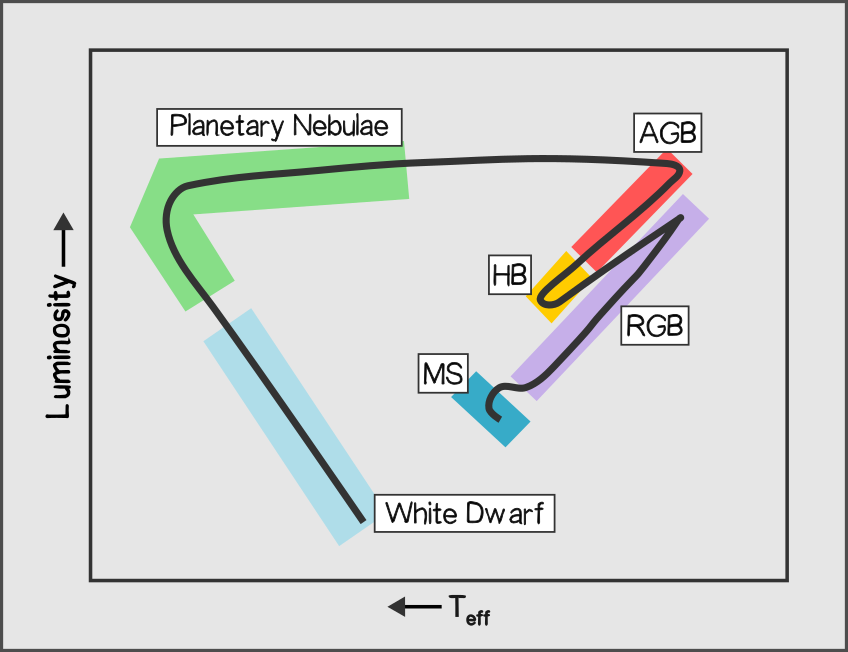 Planetary Nebulae
AGB
HB
RGB
MS
White Dwarf
Luminosity
Teff